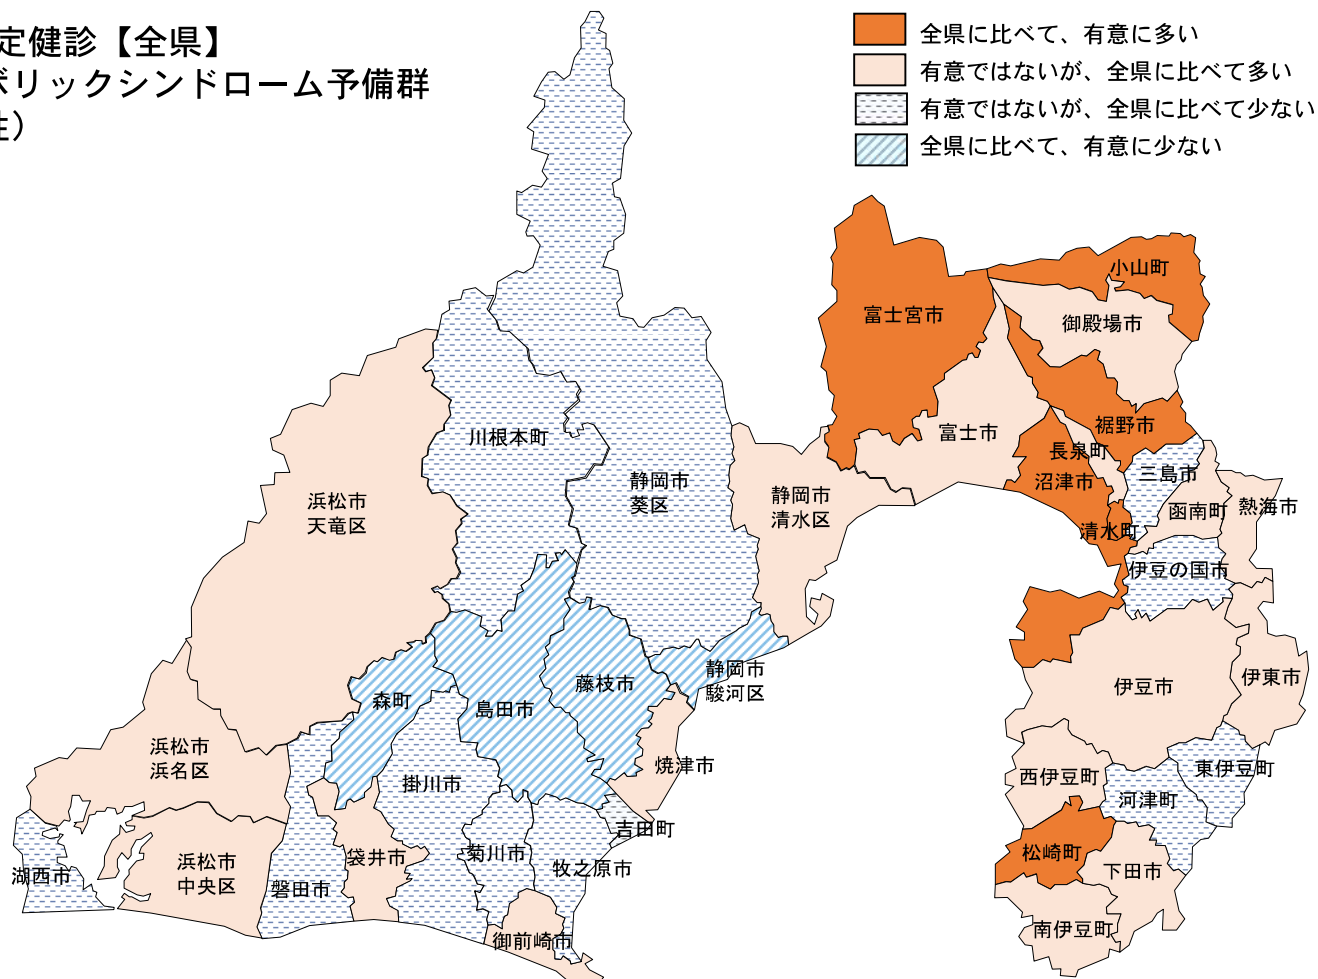 定健診【全県】
ボリックシンドローム予備群
性）
全県に比べて、有意に多い
有意ではないが、全県に比べて多い
有意ではないが、全県に比べて少ない
全県に比べて、有意に少ない
小山町
富士宮市
御殿場市
裾野市
富士市
長泉町
川根本町
三島市
沼津市
静岡市
葵区
静岡市
清水区
浜松市
天竜区
函南町
熱海市
清水町
伊豆の国市
静岡市
駿河区
藤枝市
伊東市
伊豆市
森町
島田市
浜松市
浜名区
焼津市
東伊豆町
西伊豆町
掛川市
河津町
吉田町
菊川市
松崎町
袋井市
浜松市
中央区
牧之原市
下田市
湖西市
磐田市
南伊豆町
御前崎市